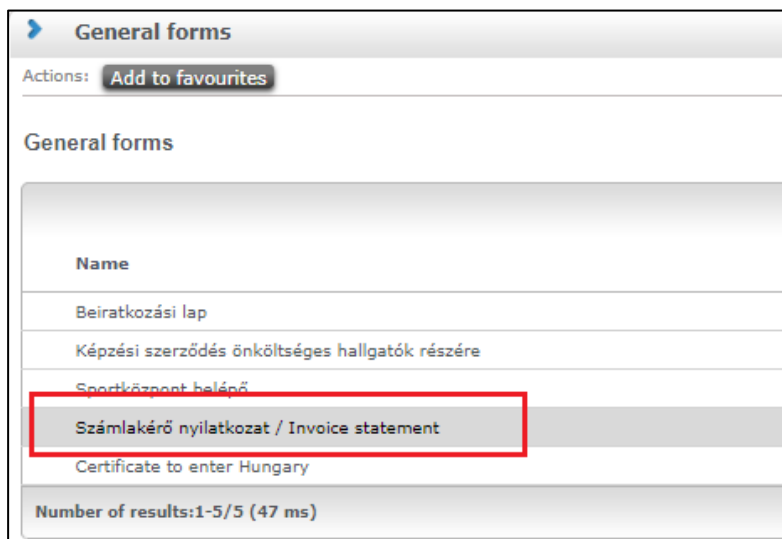 General forms
Actions: Add to favourites
General forms
Name
Beiratkozási lap
Képzési szerződés önköltséges hallgatók részére
Sportközpont belépő
Számlakérő nyilatkozat / Invoice statement
Certificate to enter Hungary
Number of results:1-5/5 (47 ms)